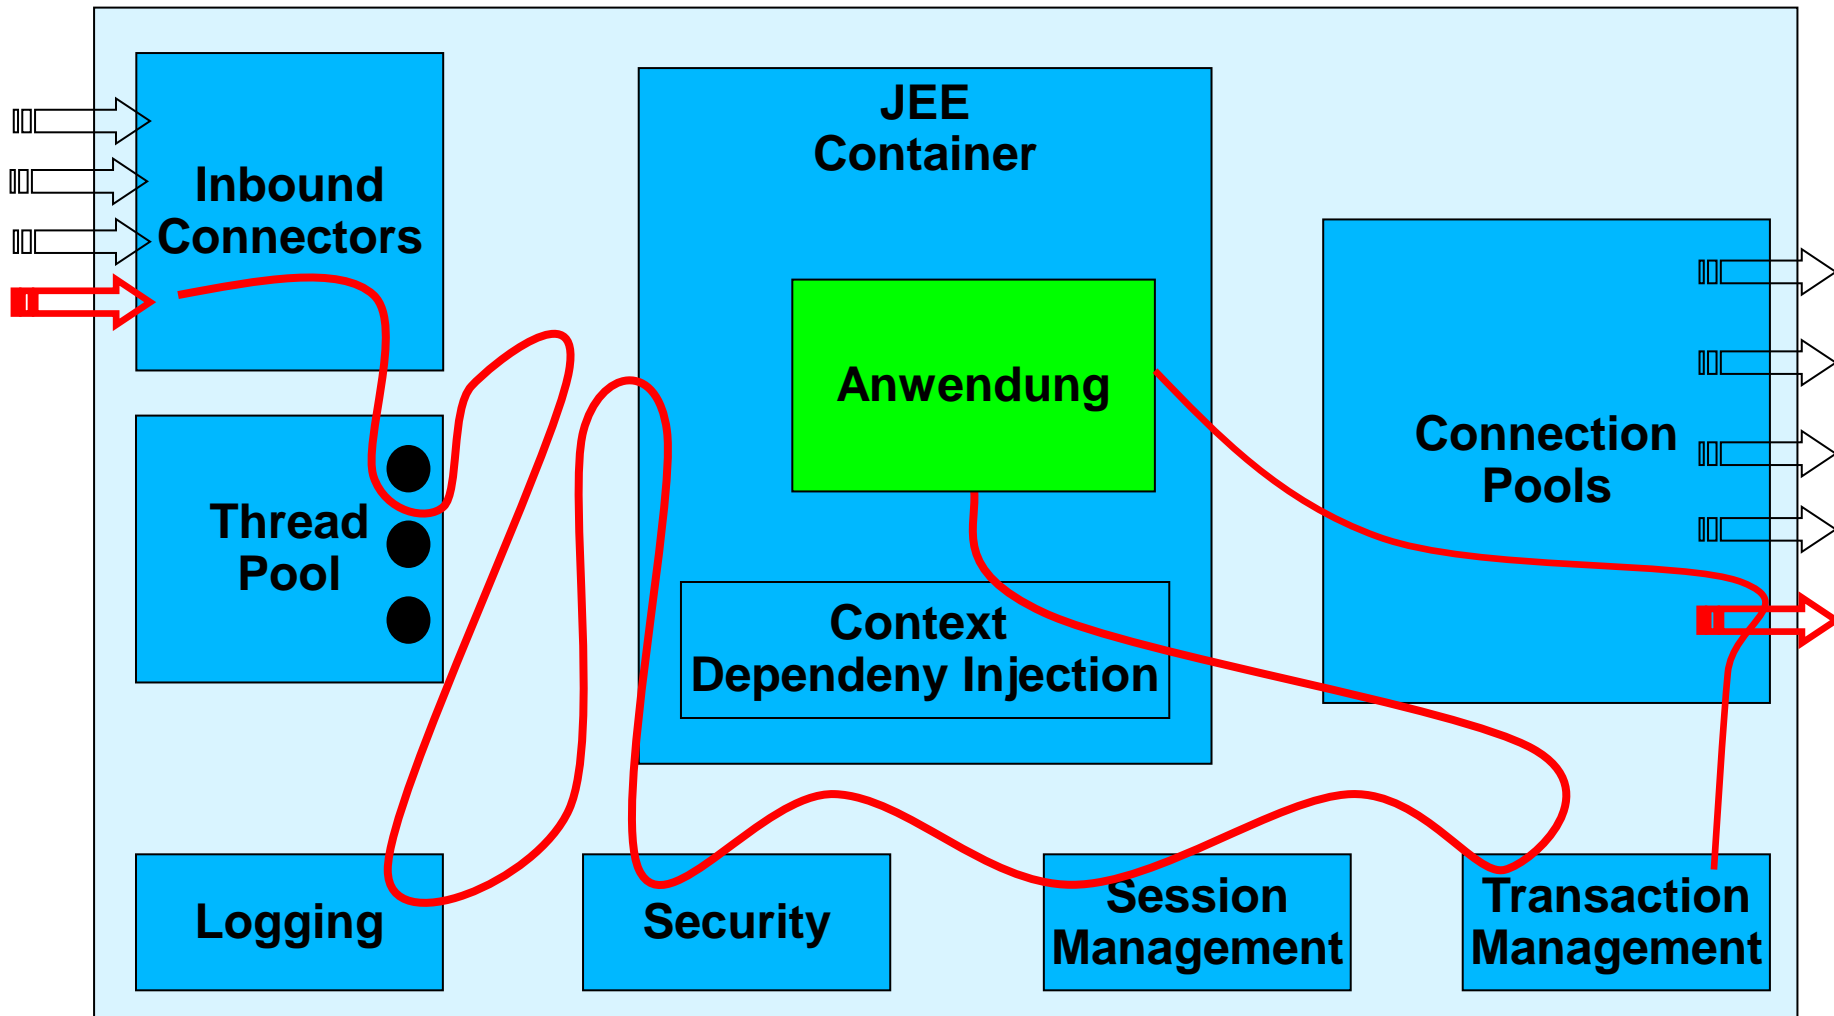 Inbound
Connectors
Thread
Pool
JEE
Container
Anwendung
Context
Dependeny Injection
Connection
Pools
Logging
Security
Session
Management
Transaction
Management